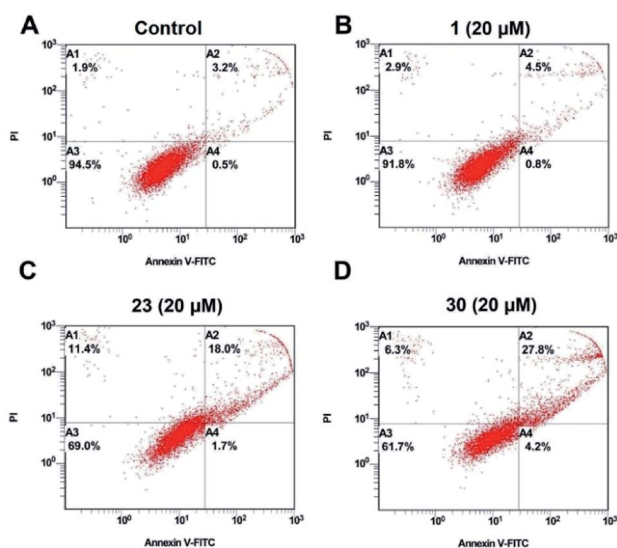 A
Control
10³
A1
1.9%
A2
3.2%
10²
PI
10¹
A3
94.5%
A4
0.5%
10⁰
10⁰ 10¹ 10² 10³
Annexin V-FITC
B
1 (20 µM)
10³
A1
2.9%
A2
4.5%
10²
PI
10¹
A3
91.8%
A4
0.8%
10⁰
10⁰ 10¹ 10² 10³
Annexin V-FITC
C
23 (20 µM)
10³
A1
11.4%
A2
18.0%
10²
PI
10¹
A3
69.0%
A4
1.7%
10⁰
10⁰ 10¹ 10² 10³
Annexin V-FITC
D
30 (20 µM)
10³
A1
6.3%
A2
27.8%
10²
PI
10¹
A3
61.7%
A4
4.2%
10⁰
10⁰ 10¹ 10² 10³
Annexin V-FITC